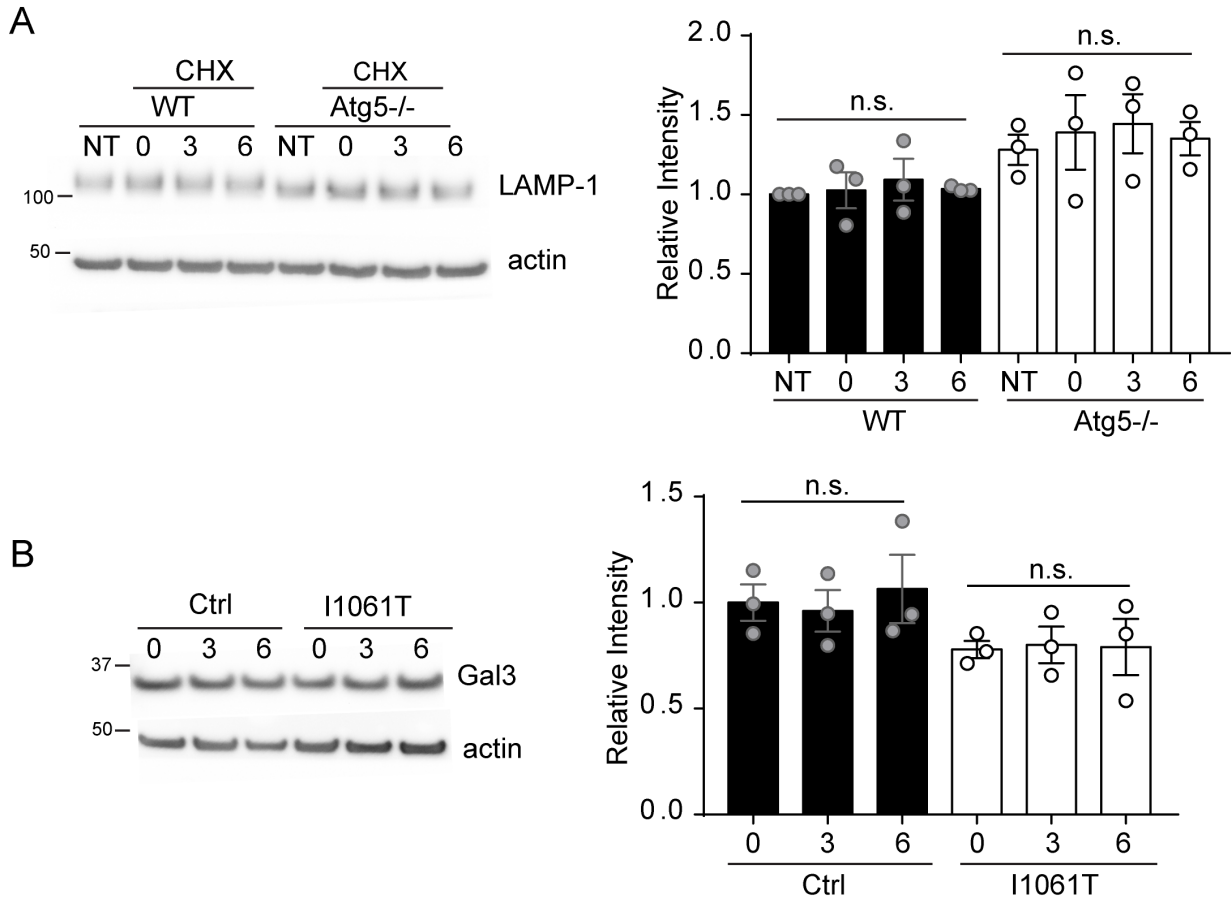 A
CHX CHX
WT Atg5-/-
NT 0 3 6 NT 0 3 6
100 LAMP-1
50 actin
2.0
1.5
1.0
0.5
0.0
Relative Intensity
n.s. n.s.
NT 0 3 6 NT 0 3 6
WT Atg5-/-
B
Ctrl I1061T
0 3 6 0 3 6
37 Gal3
50 actin
1.5
1.0
0.5
0.0
Relative Intensity
n.s. n.s.
0 3 6 0 3 6
Ctrl I1061T